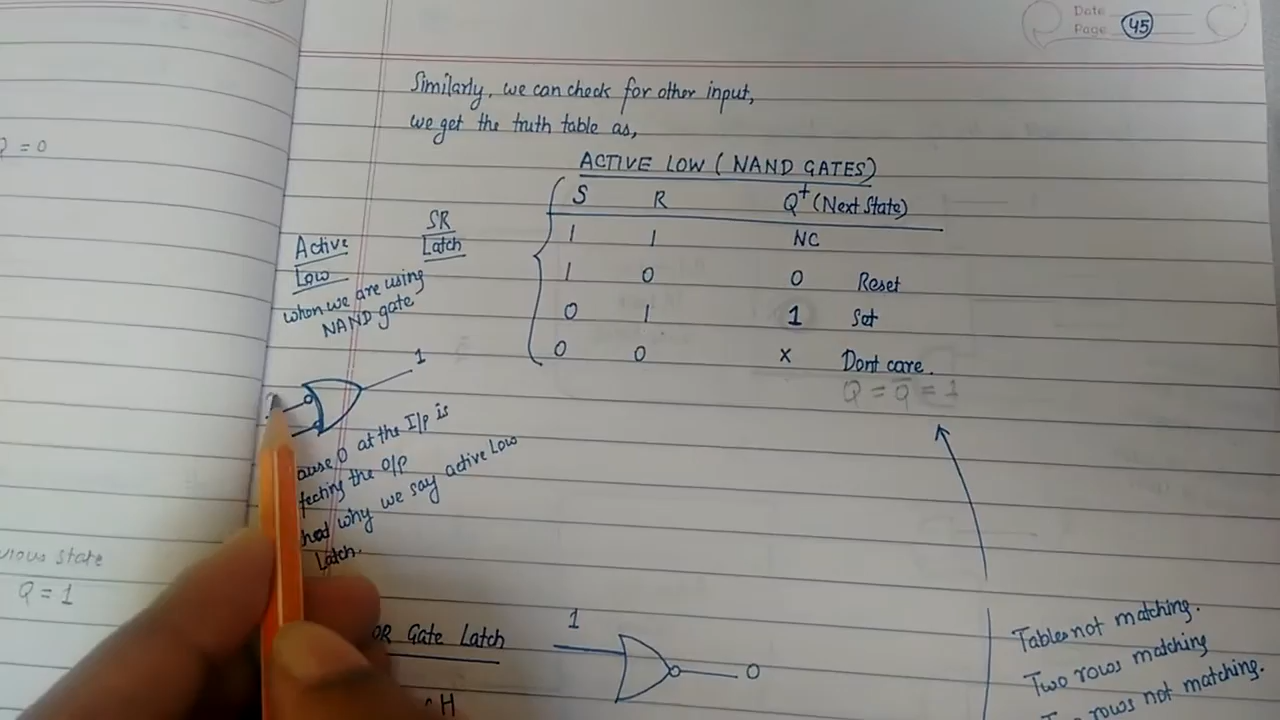 Date
Page 45
Similarly, we can check for other input,
we get the truth table as,
ACTIVE LOW (NAND GATES)
S R Q+ (Next State)
1 1 NC
1 0 0 Reset
0 1 1 Set
0 0 X Dont care.
Q = Q̅ = 1
SR
Latch
Active
Low
when we are using
NAND gate
1
0 at the I/p is
the O/p
why we say active Low
Latch.
Q = 0
state
Q = 1
Gate Latch
1
0
H
Table not matching.
Two rows matching
rows not matching.